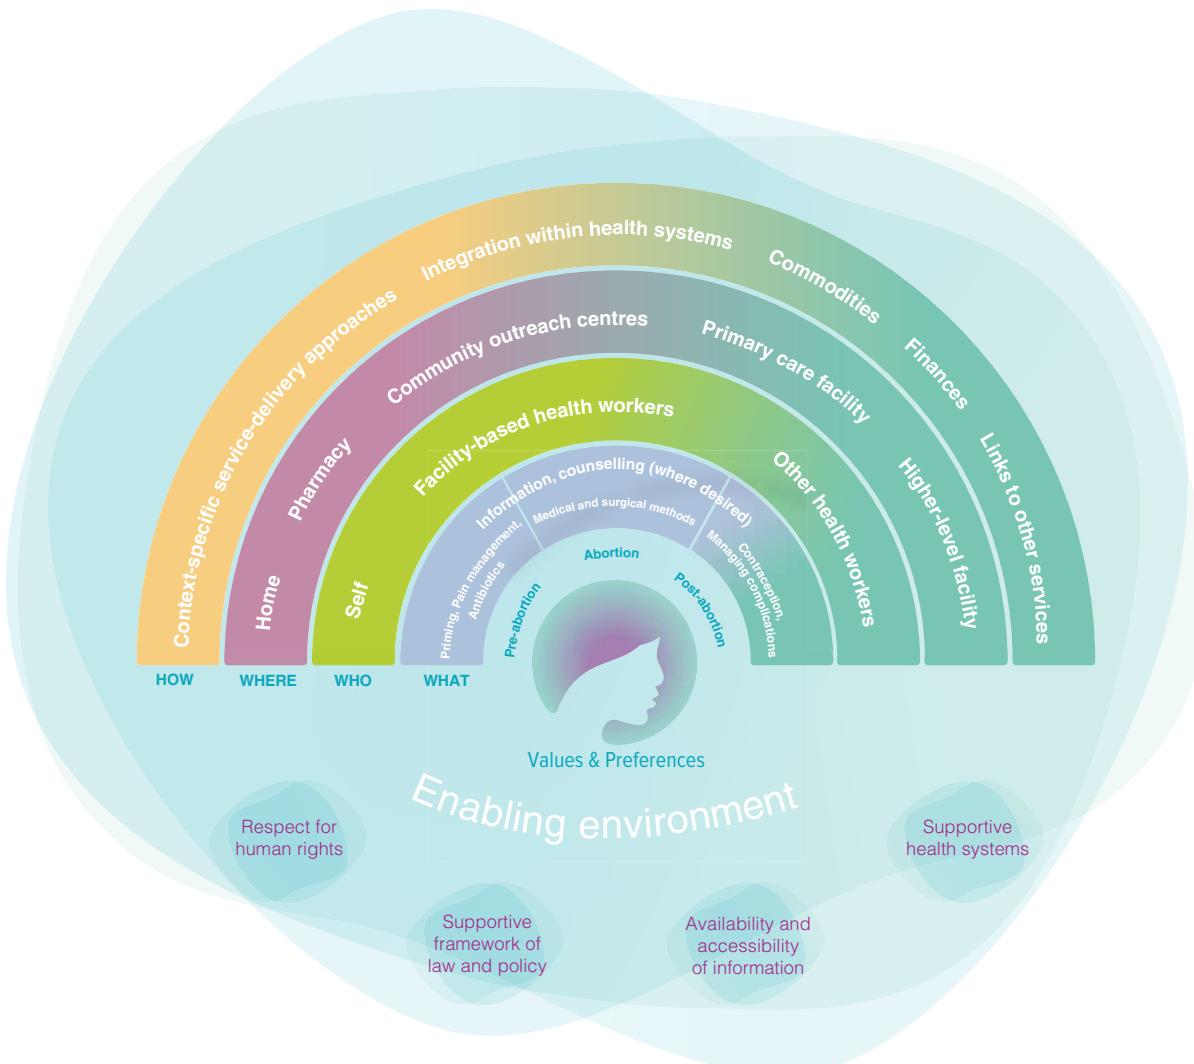 Context-specific service-delivery approaches
Integration within health systems
Commodities
Finances
Links to other services
Home
Pharmacy
Community outreach centres
Primary care facility
Higher-level facility
Self
Facility-based health workers
Other health workers
Information, counselling (where desired)
Priming, Pain management,
Antibiotics
Medical and surgical methods
Contraception,
Managing complications
Pre-abortion
Abortion
Post-abortion
HOW
WHERE
WHO
WHAT
Values & Preferences
Enabling environment
Respect for
human rights
Supportive
framework of
law and policy
Availability and
accessibility
of information
Supportive
health systems